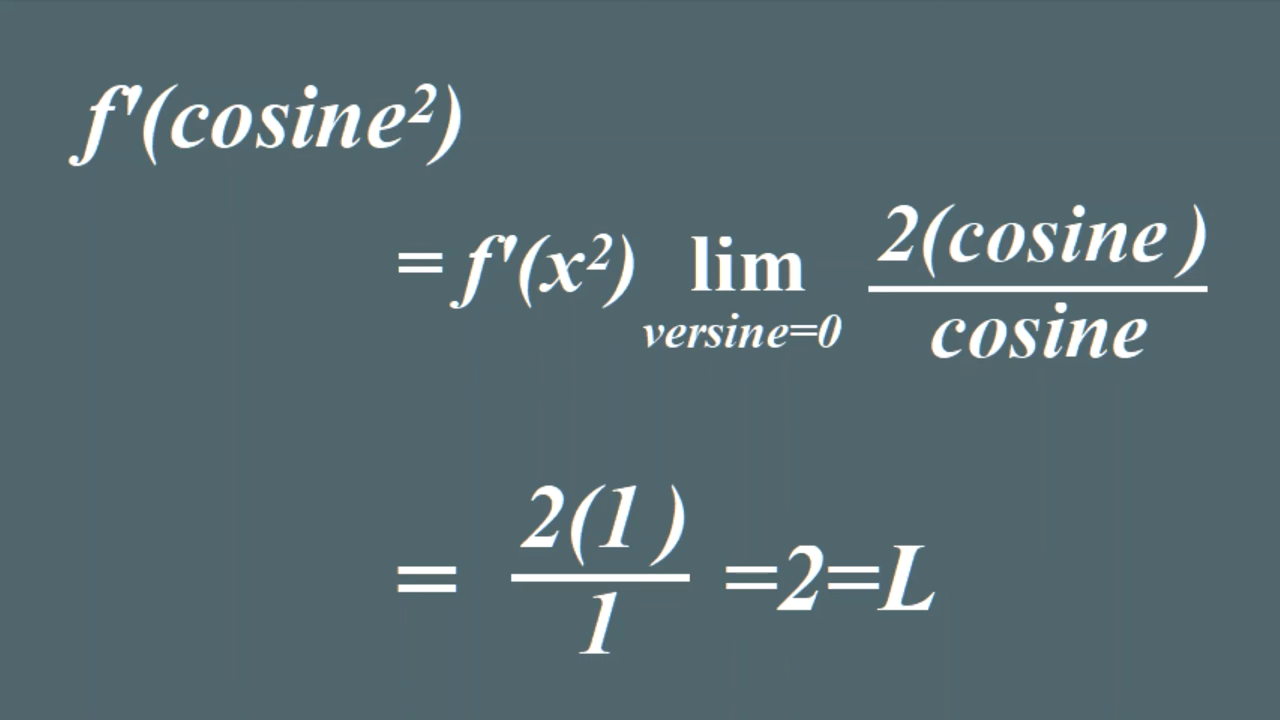 f'(cosine²)
= f'(x²) lim 2(cosine )
versine=0 cosine
= 2(1 ) =2=L
1